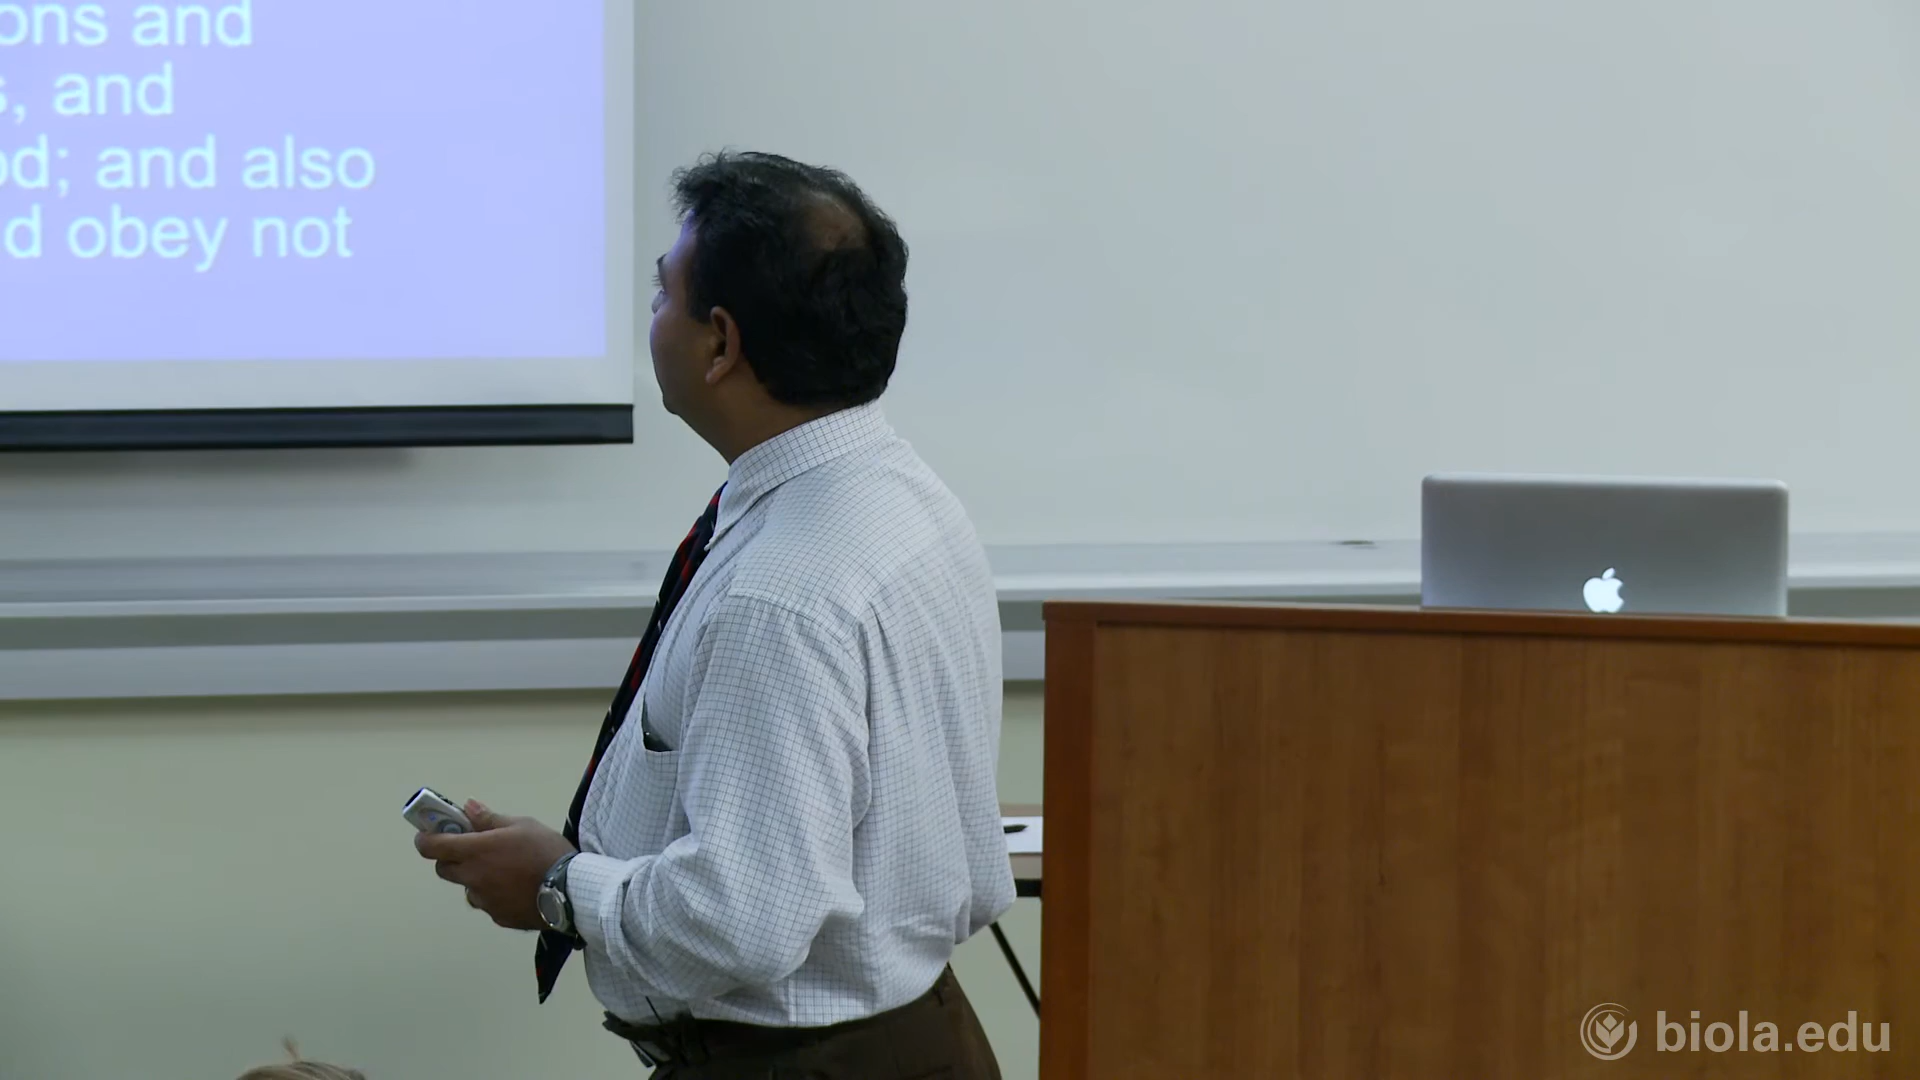 ons and
s, and
od; and also
d obey not
biola.edu